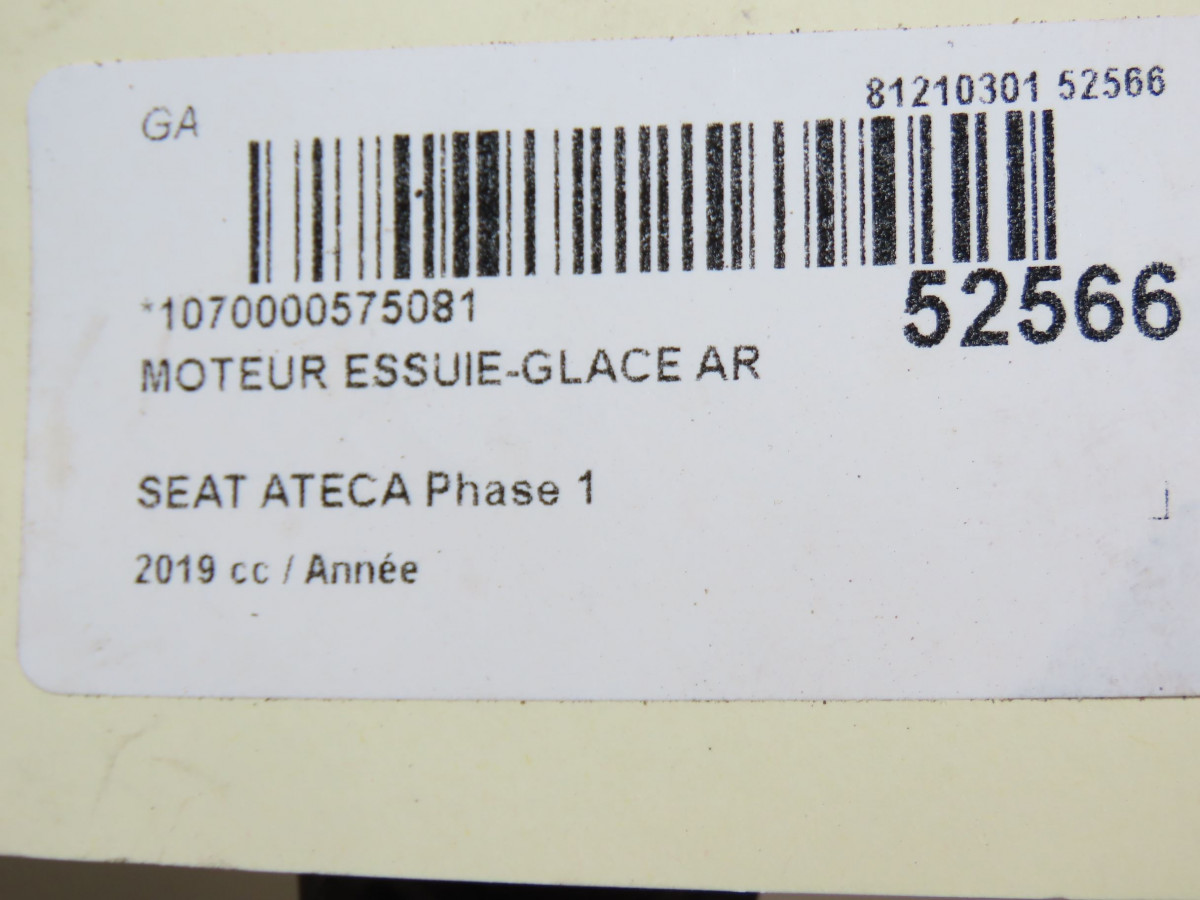 GA
81210301 52566
*1070000575081
52566
MOTEUR ESSUIE-GLACE AR
SEAT ATECA Phase 1
2019 cc / Année